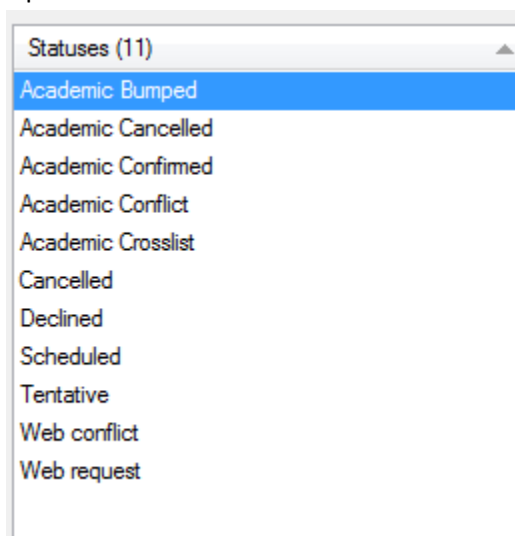 Statuses (11)
Academic Bumped
Academic Cancelled
Academic Confirmed
Academic Conflict
Academic Crosslist
Cancelled
Declined
Scheduled
Tentative
Web conflict
Web request